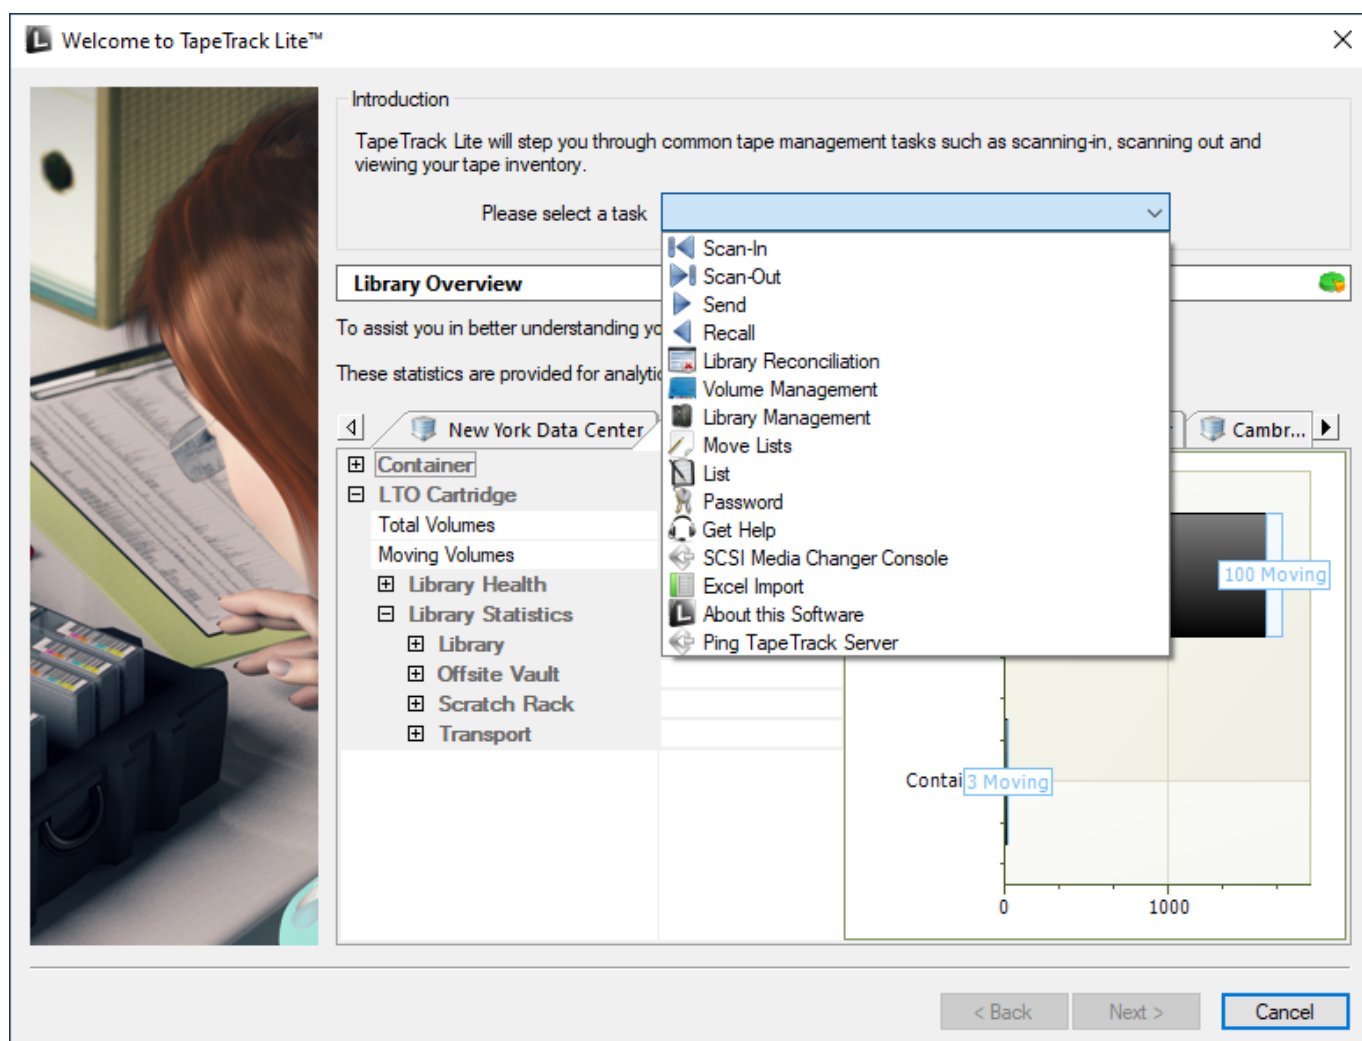 Welcome to TapeTrack Lite™
Introduction
TapeTrack Lite will step you through common tape management tasks such as scanning-in, scanning out and
viewing your tape inventory.
Please select a task
Scan-In
Scan-Out
Send
Recall
Library Reconciliation
Volume Management
Library Management
Move Lists
List
Password
Get Help
SCSI Media Changer Console
Excel Import
About this Software
Ping TapeTrack Server
Library Overview
To assist you in better understanding
These statistics are provided for
New York Data Center
Cambr...
Container
LTO Cartridge
Total Volumes
Moving Volumes
Library Health
Library Statistics
Library
Offsite Vault
Scratch Rack
Transport
100 Moving
Contai
3 Moving
0
1000
< Back
Next >
Cancel